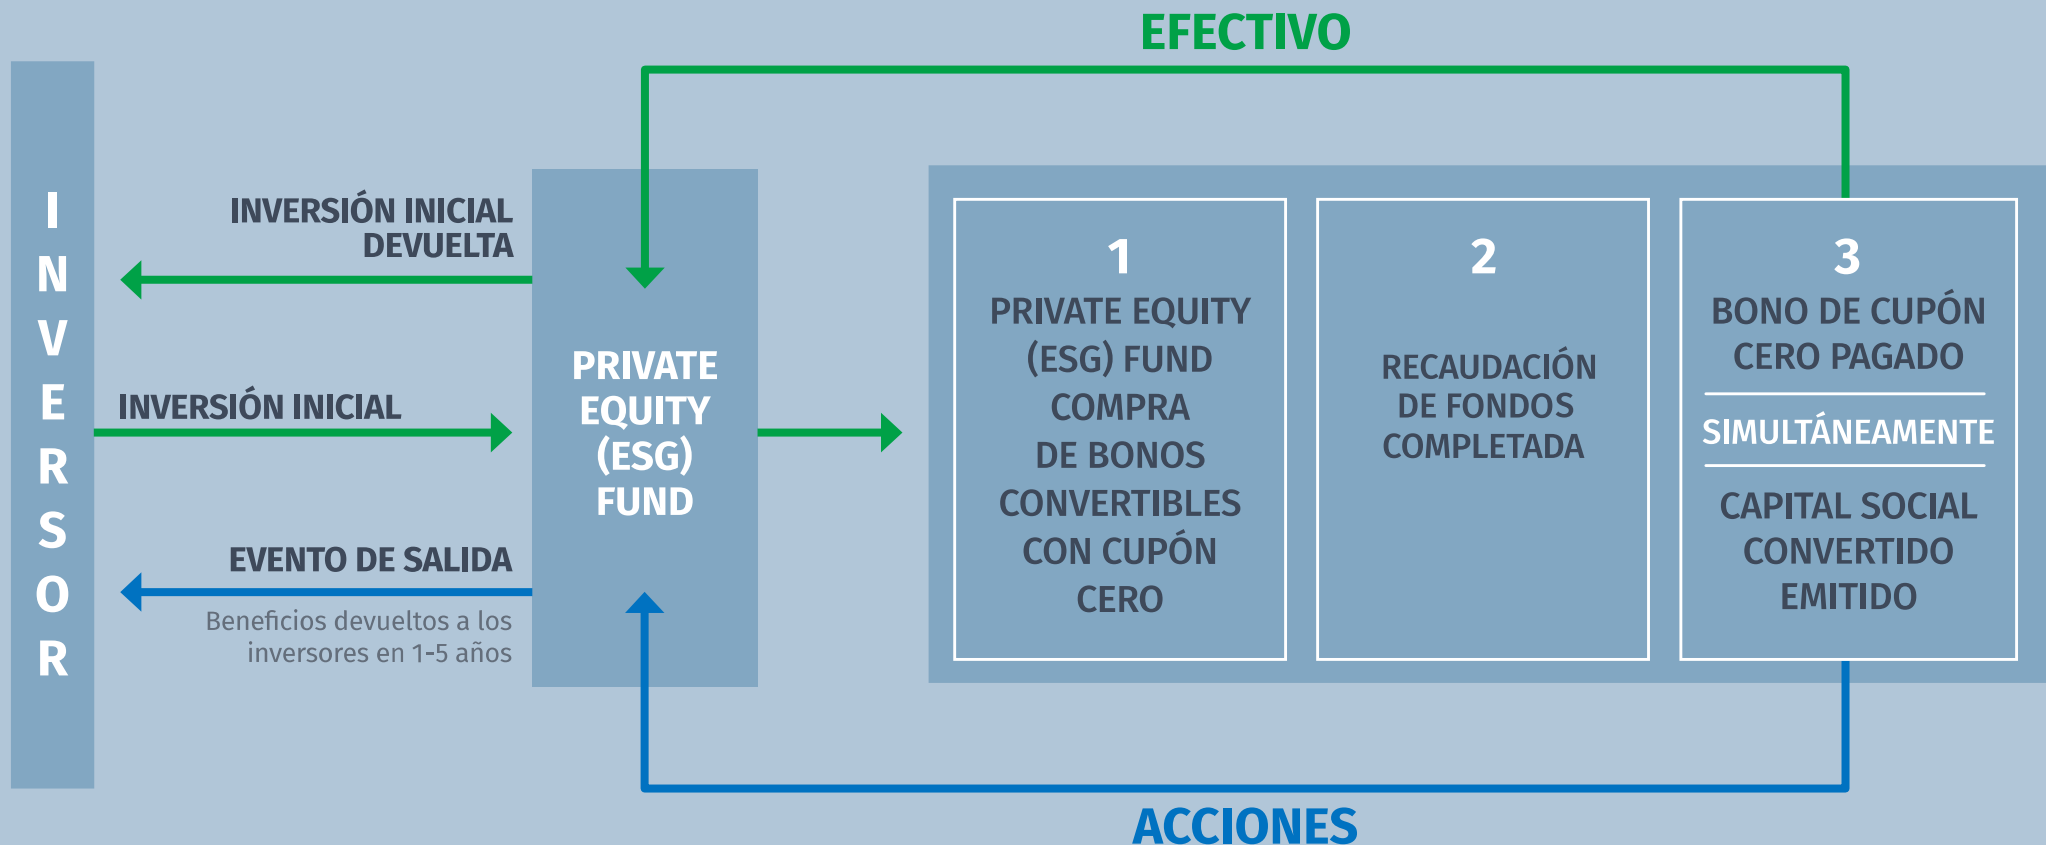 EFECTIVO
INVERSOR
INVERSIÓN INICIAL
DEVUELTA
INVERSIÓN INICIAL
EVENTO DE SALIDA
Beneficios devueltos a los
inversores en 1-5 años
PRIVATE
EQUITY
(ESG)
FUND
1
PRIVATE EQUITY
(ESG) FUND
COMPRA
DE BONOS
CONVERTIBLES
CON CUPÓN
CERO
2
RECAUDACIÓN
DE FONDOS
COMPLETADA
3
BONO DE CUPÓN
CERO PAGADO
SIMULTÁNEAMENTE
CAPITAL SOCIAL
CONVERTIDO
EMITIDO
ACCIONES